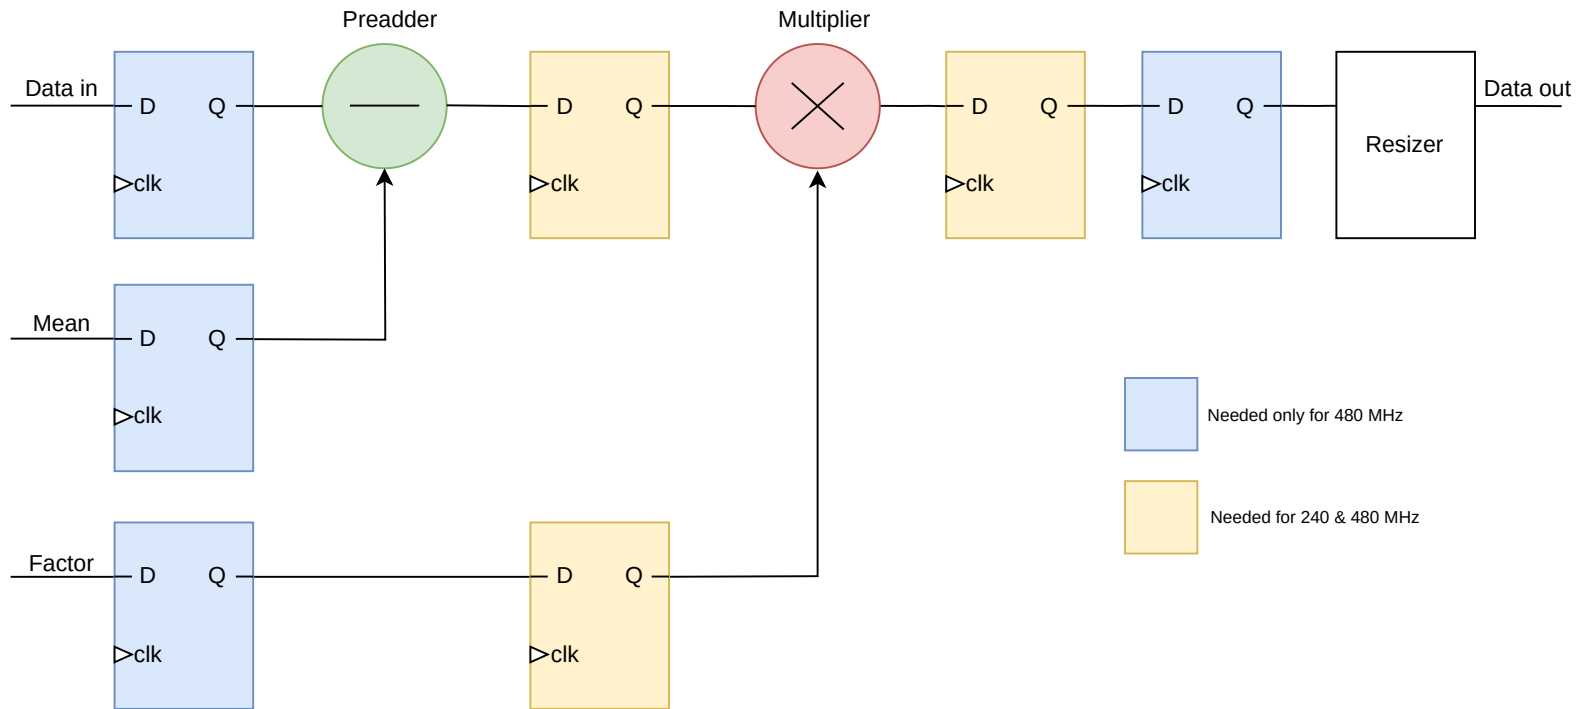 Preadder
Multiplier
Data in
D Q
D Q
D Q
D Q
Data out
clk
clk
clk
clk
Resizer
Mean
D Q
clk
Needed only for 480 MHz
Needed for 240 & 480 MHz
Factor
D Q
D Q
clk
clk